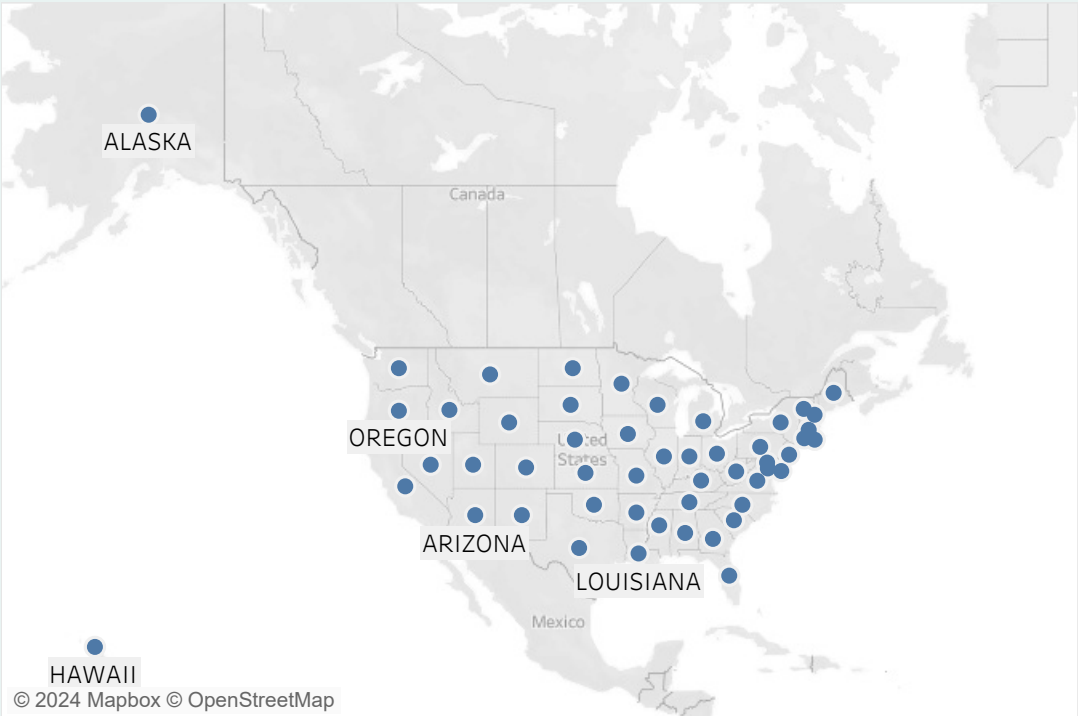 ALASKA
Canada
OREGON
United
States
ARIZONA
LOUISIANA
Mexico
HAWAII
© 2024 Mapbox © OpenStreetMap